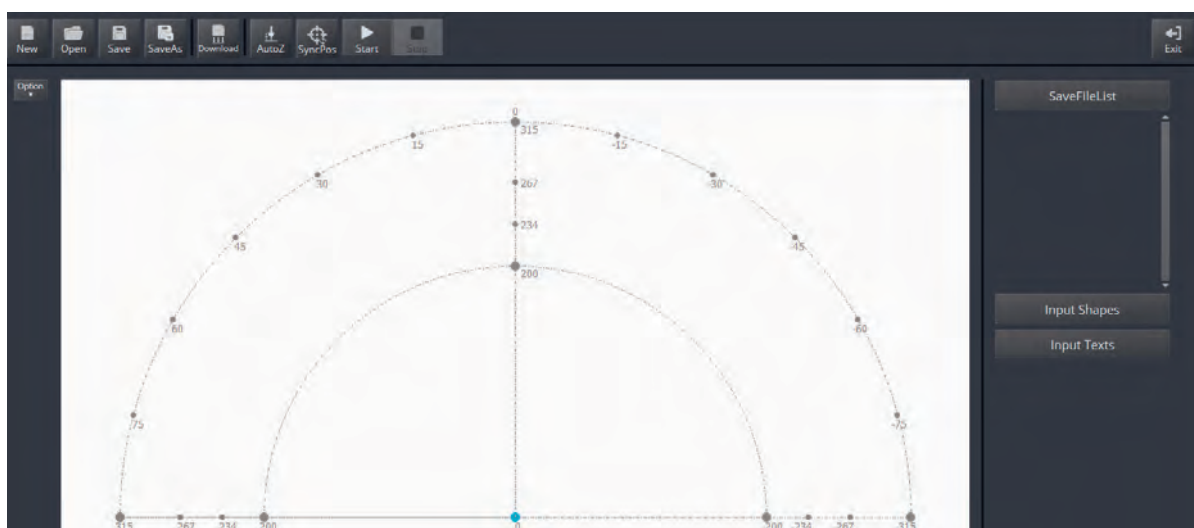 New Open Save SaveAs Download AutoZ SyncPos Start Stop Exit
Option
SaveFileList
0
315
15 -15
30 -30
267
45 -45
234
200
Input Shapes
60 -60
Input Texts
75 -75
315 267 234 200 0 -200 -234 -267 -315